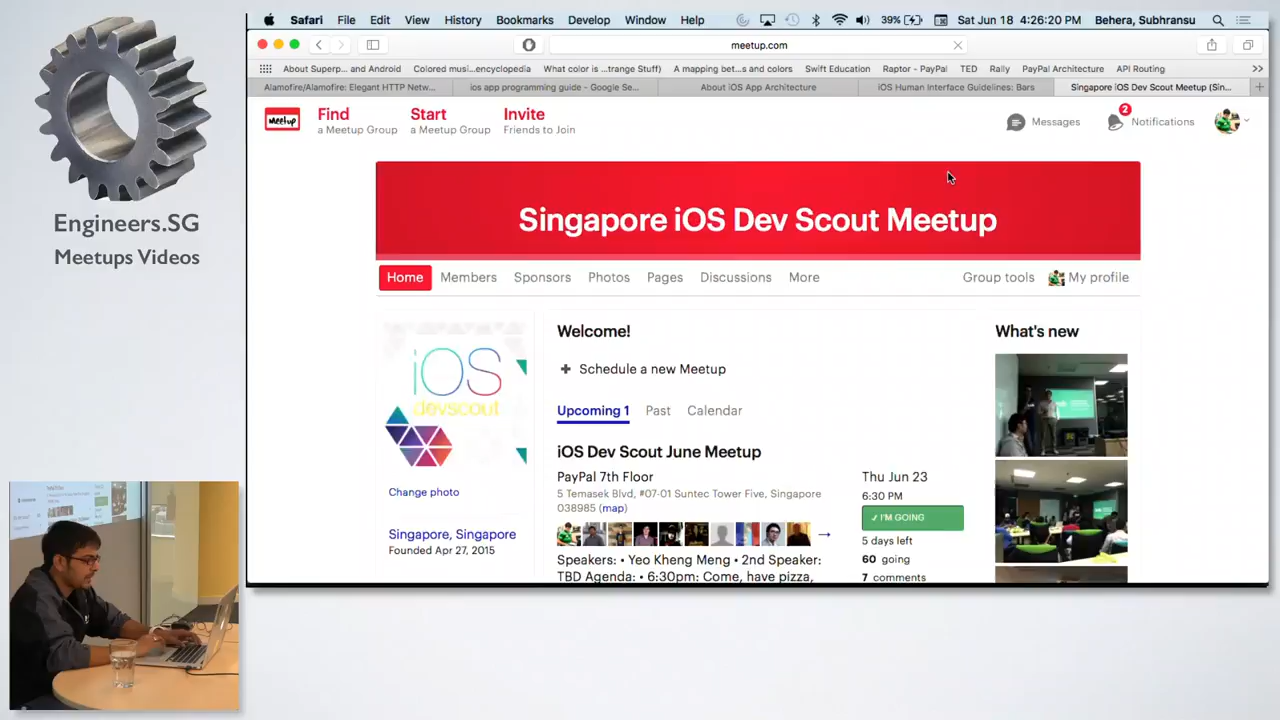 Engineers.SG
Meetups Videos
Safari File Edit View History Bookmarks Develop Window Help 39% Sat Jun 18 4:26:20 PM Behera, Subhransu
meetup.com
About Superp... and Android Colored musi...encyclopedia What color is ...trange Stuff) A mapping bet...s and colors Swift Education Raptor - PayPal TED Rally PayPal Architecture API Routing >>
Alamofire/Alamofire: Elegant HTTP Netw... ios app programming guide - Google Se... About iOS App Architecture iOS Human Interface Guidelines: Bars Singapore iOS Dev Scout Meetup (Sin...
Meetup
Find
a Meetup Group
Start
a Meetup Group
Invite
Friends to Join
Messages
2
Notifications
Singapore iOS Dev Scout Meetup
Home Members Sponsors Photos Pages Discussions More Group tools My profile
iOS
devscout
Change photo
Singapore, Singapore
Founded Apr 27, 2015
Welcome!
+ Schedule a new Meetup
Upcoming 1 Past Calendar
iOS Dev Scout June Meetup
PayPal 7th Floor
5 Temasek Blvd, #07-01 Suntec Tower Five, Singapore
038985 (map)
Speakers: • Yeo Kheng Meng • 2nd Speaker:
TBD Agenda: • 6:30pm: Come, have pizza,
Thu Jun 23
6:30 PM
✓ I'M GOING
5 days left
60 going
7 comments
What's new